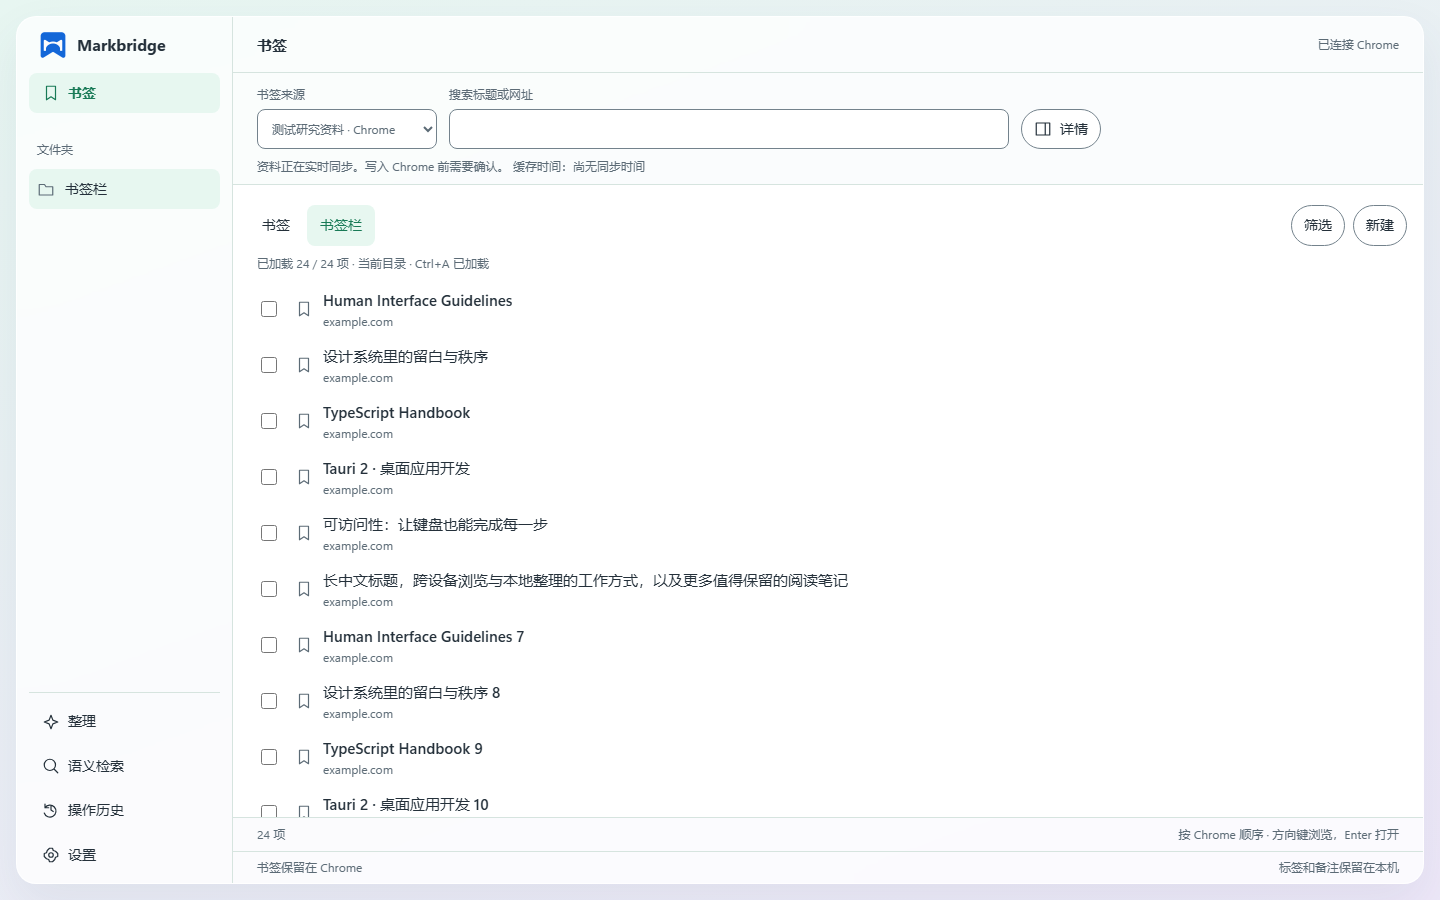 Markbridge
书签
文件夹
书签栏
整理
语义检索
操作历史
设置
书签
已连接 Chrome
书签来源
搜索标题或网址
测试研究资料 · Chrome
详情
资料正在实时同步。写入 Chrome 前需要确认。 缓存时间：尚无同步时间
书签
书签栏
筛选
新建
已加载 24 / 24 项 · 当前目录 · Ctrl+A 已加载
Human Interface Guidelines
example.com
设计系统里的留白与秩序
example.com
TypeScript Handbook
example.com
Tauri 2 · 桌面应用开发
example.com
可访问性：让键盘也能完成每一步
example.com
长中文标题，跨设备浏览与本地整理的工作方式，以及更多值得保留的阅读笔记
example.com
Human Interface Guidelines 7
example.com
设计系统里的留白与秩序 8
example.com
TypeScript Handbook 9
example.com
Tauri 2 · 桌面应用开发 10
24 项
按 Chrome 顺序 · 方向键浏览，Enter 打开
书签保留在 Chrome
标签和备注保留在本机